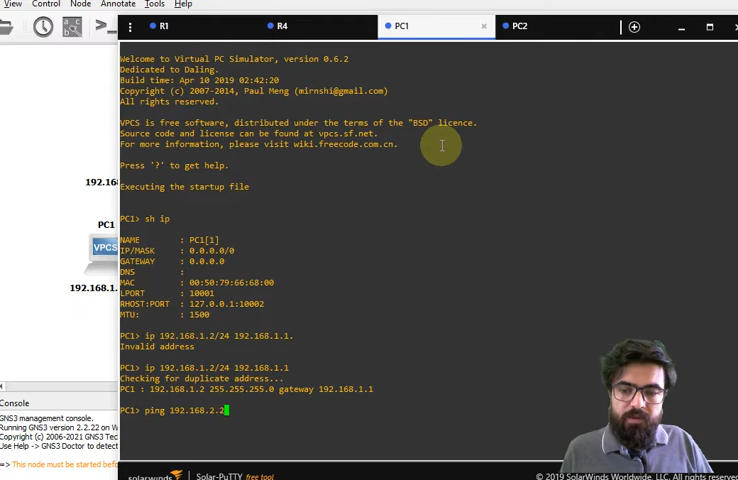 View Control Node Annotate Tools Help
R1 R4 PC1 × PC2
Welcome to Virtual PC Simulator, version 0.6.2
Dedicated to Daling.
Build time: Apr 10 2019 02:42:20
Copyright (c) 2007-2014, Paul Meng (mirnshi@gmail.com)
All rights reserved.
VPCS is free software, distributed under the terms of the "BSD" licence.
Source code and license can be found at vpcs.sf.net.
For more information, please visit wiki.freecode.com.cn.
Press '?' to get help.
Executing the startup file
192.168
PC1> sh ip
PC1
NAME : PC1[1]
VPCS
IP/MASK : 0.0.0.0/0
GATEWAY : 0.0.0.0
DNS :
MAC : 00:50:79:66:68:00
192.168.1.
LPORT : 10001
RHOST:PORT : 127.0.0.1:10002
MTU: : 1500
PC1> ip 192.168.1.2/24 192.168.1.1.
Invalid address
PC1> ip 192.168.1.2/24 192.168.1.1
Checking for duplicate address...
PC1 : 192.168.1.2 255.255.255.0 gateway 192.168.1.1
PC1> ping 192.168.2.2
Console
GNS3 management console.
Running GNS3 version 2.2.22 on W
Copyright (c) 2006-2021 GNS3 Tec
Use Help -> GNS3 Doctor to detect
=> This node must be started befo
solarwinds Solar-PuTTY free tool
© 2019 SolarWinds Worldwide, LLC. All rights